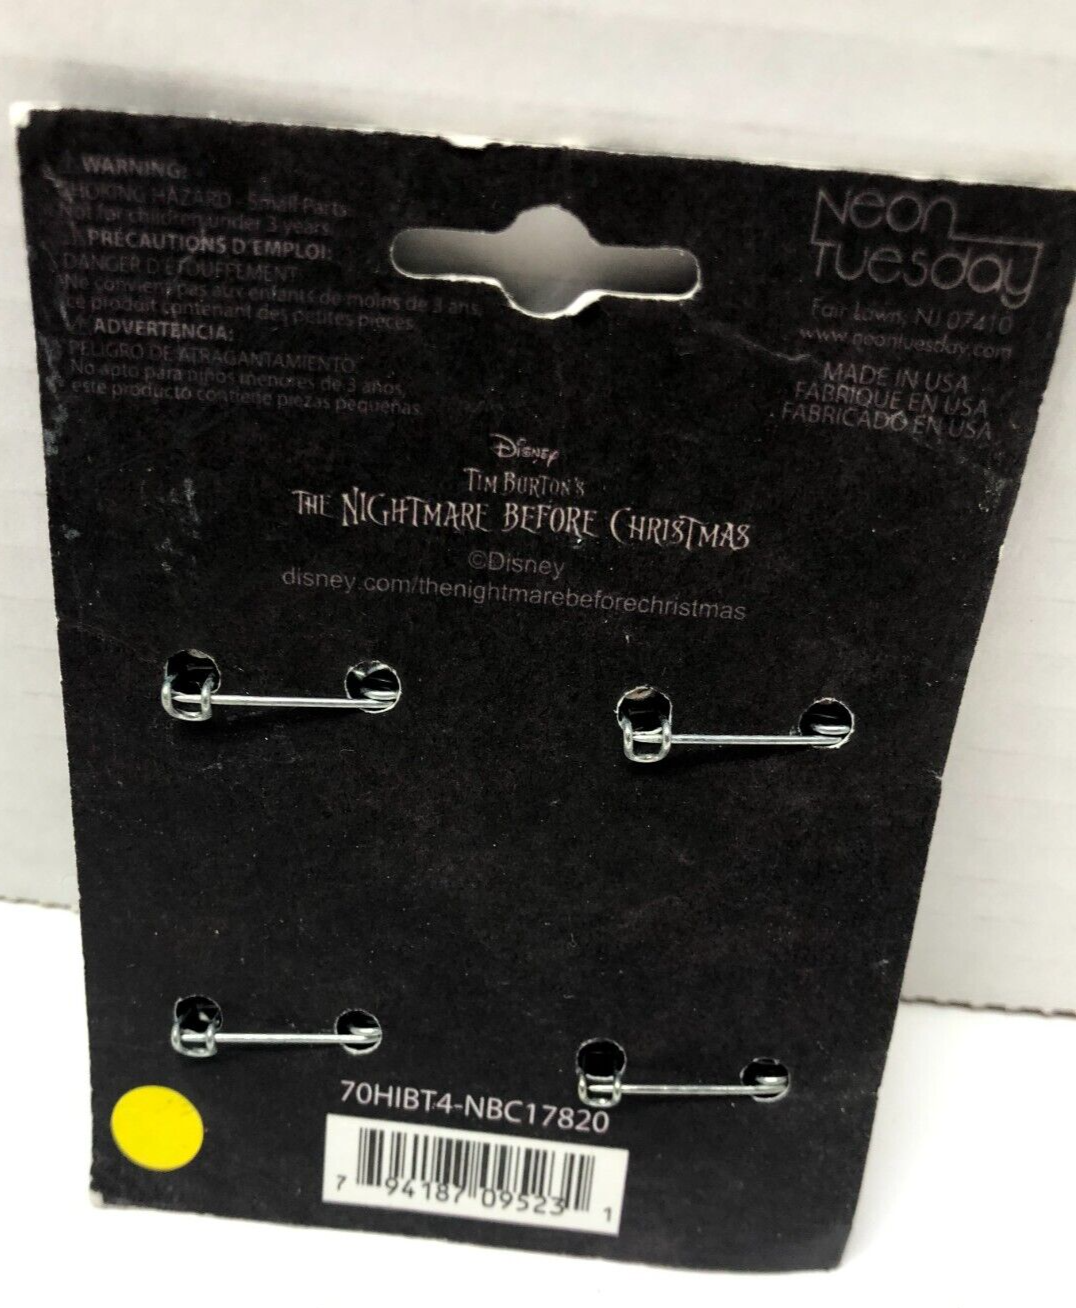 WARNING:
CHOKING HAZARD - Small Parts.
Not for children under 3 years.
PRÉCAUTIONS D'EMPLOI:
DANGER D'ÉTOUFFEMENT
Ne convient pas aux enfants de moins de 3 ans,
ce produit contenant des petites pièces.
ADVERTENCIA:
PELIGRO DE ATRAGANTAMIENTO
No apto para niños menores de 3 años,
este producto contiene piezas pequeñas.
Neon
Tuesday
Fair Lawn, NJ 07410
www.neontuesday.com
MADE IN USA
FABRIQUE EN USA
FABRICADO EN USA
Disney
TIM BURTON'S
THE NIGHTMARE BEFORE CHRISTMAS
©Disney
disney.com/thenightmarebeforechristmas
70HIBT4-NBC17820
7 94187 09523 1